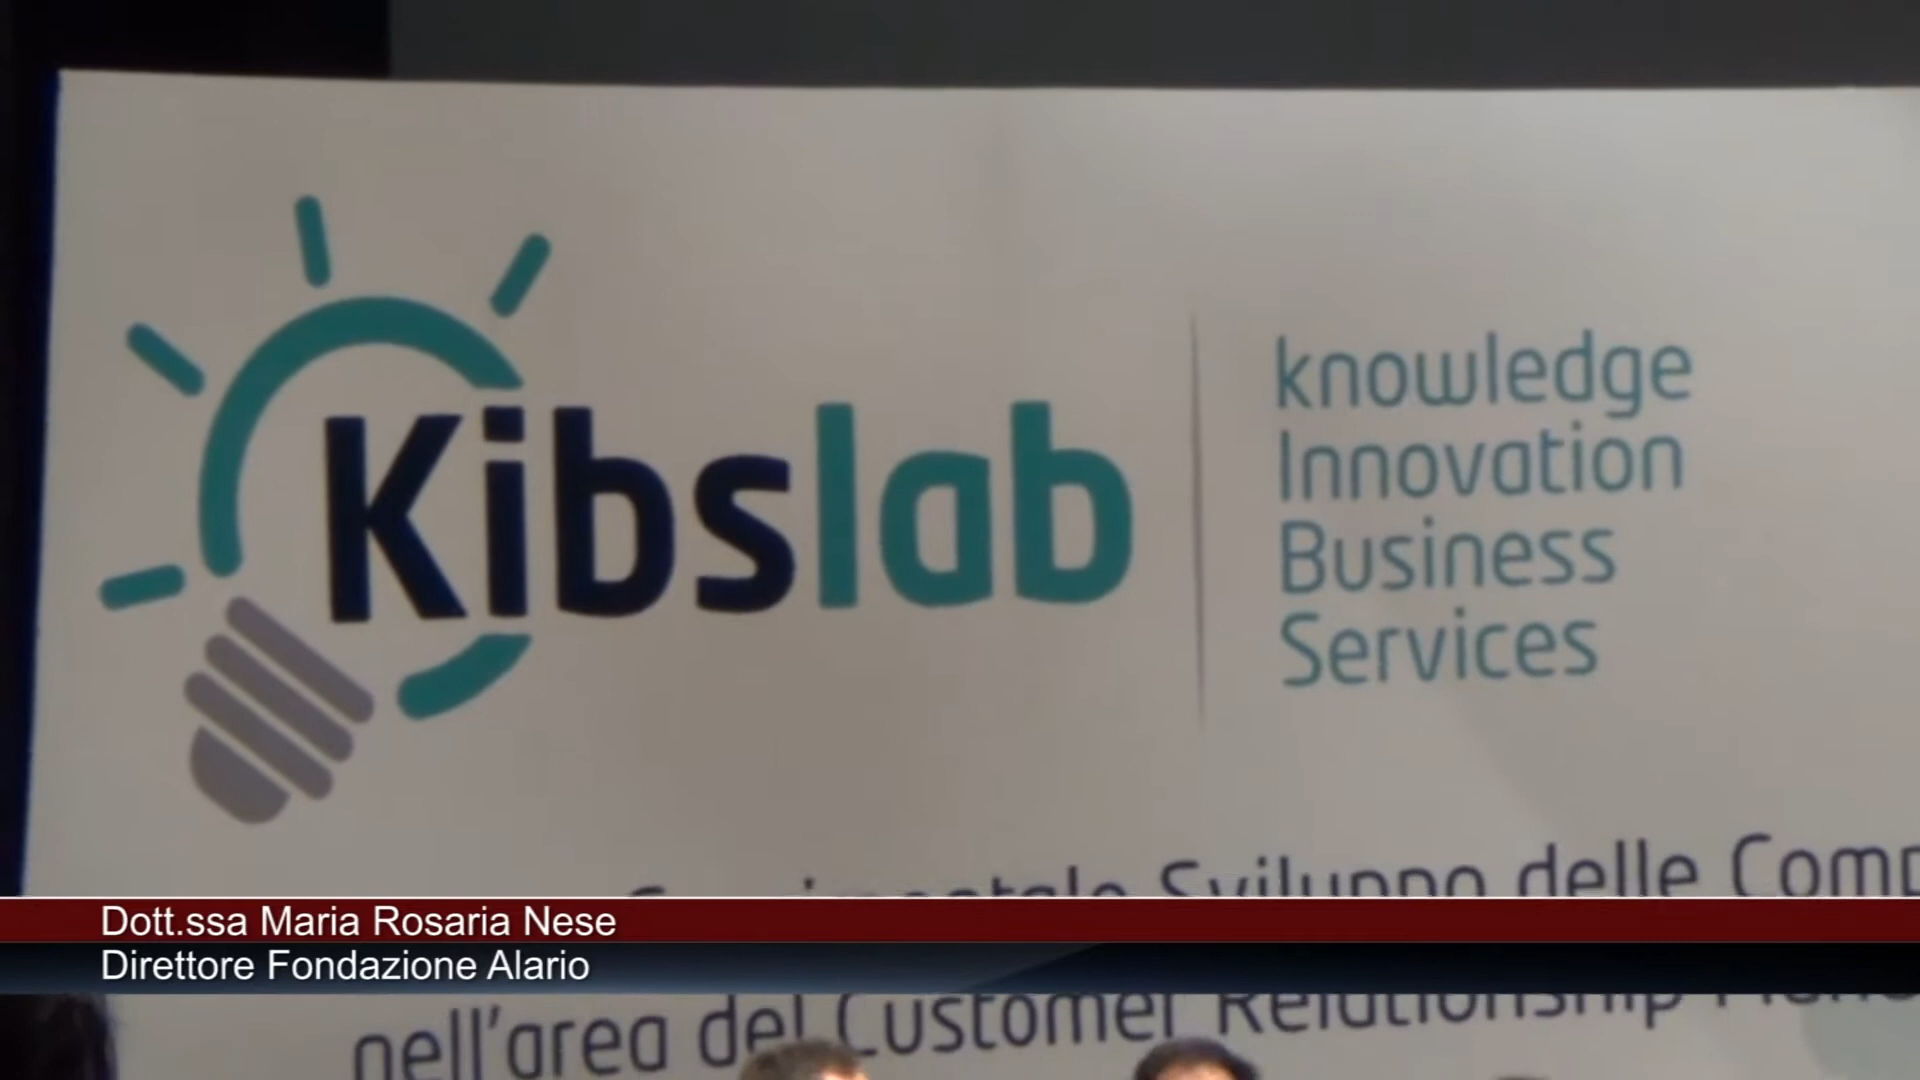 Kibslab
knowledge
Innovation
Business
Services
Sviluppo delle
Dott.ssa Maria Rosaria Nese
Direttore Fondazione Alario
nell'area del Customer Relationship